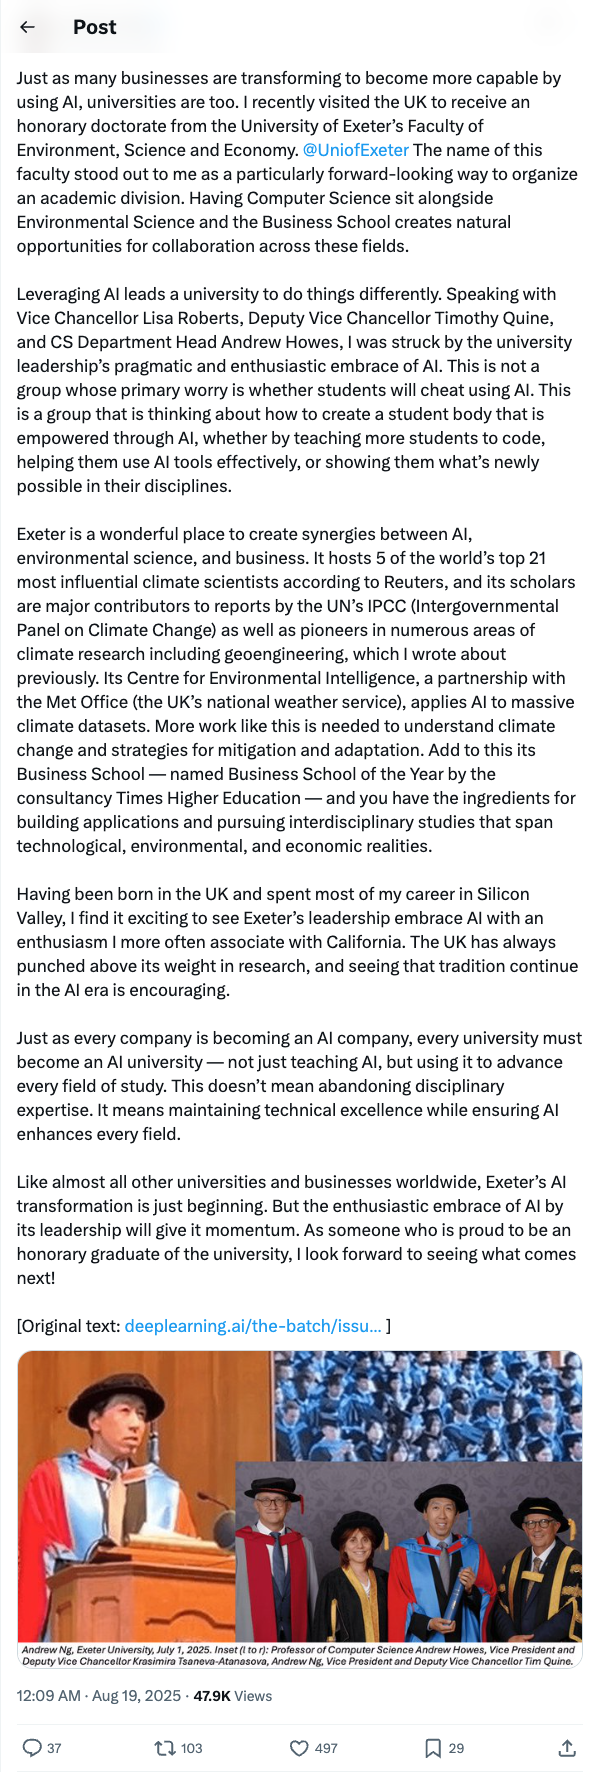 Post
Just as many businesses are transforming to become more capable by
using AI, universities are too. I recently visited the UK to receive an
honorary doctorate from the University of Exeter’s Faculty of
Environment, Science and Economy. @UniofExeter The name of this
faculty stood out to me as a particularly forward-looking way to organize
an academic division. Having Computer Science sit alongside
Environmental Science and the Business School creates natural
opportunities for collaboration across these fields.
Leveraging AI leads a university to do things differently. Speaking with
Vice Chancellor Lisa Roberts, Deputy Vice Chancellor Timothy Quine,
and CS Department Head Andrew Howes, I was struck by the university
leadership’s pragmatic and enthusiastic embrace of AI. This is not a
group whose primary worry is whether students will cheat using AI. This
is a group that is thinking about how to create a student body that is
empowered through AI, whether by teaching more students to code,
helping them use AI tools effectively, or showing them what’s newly
possible in their disciplines.
Exeter is a wonderful place to create synergies between AI,
environmental science, and business. It hosts 5 of the world’s top 21
most influential climate scientists according to Reuters, and its scholars
are major contributors to reports by the UN’s IPCC (Intergovernmental
Panel on Climate Change) as well as pioneers in numerous areas of
climate research including geoengineering, which I wrote about
previously. Its Centre for Environmental Intelligence, a partnership with
the Met Office (the UK’s national weather service), applies AI to massive
climate datasets. More work like this is needed to understand climate
change and strategies for mitigation and adaptation. Add to this its
Business School — named Business School of the Year by the
consultancy Times Higher Education — and you have the ingredients for
building applications and pursuing interdisciplinary studies that span
technological, environmental, and economic realities.
Having been born in the UK and spent most of my career in Silicon
Valley, I find it exciting to see Exeter’s leadership embrace AI with an
enthusiasm I more often associate with California. The UK has always
punched above its weight in research, and seeing that tradition continue
in the AI era is encouraging.
Just as every company is becoming an AI company, every university must
become an AI university — not just teaching AI, but using it to advance
every field of study. This doesn’t mean abandoning disciplinary
expertise. It means maintaining technical excellence while ensuring AI
enhances every field.
Like almost all other universities and businesses worldwide, Exeter’s AI
transformation is just beginning. But the enthusiastic embrace of AI by
its leadership will give it momentum. As someone who is proud to be an
honorary graduate of the university, I look forward to seeing what comes
next!
[Original text: deeplearning.ai/the-batch/issu... ]
Andrew Ng, Exeter University, July 1, 2025. Inset (l to r): Professor of Computer Science Andrew Howes, Vice President and
Deputy Vice Chancellor Krasimira Tsaneva-Atanasova, Andrew Ng, Vice President and Deputy Vice Chancellor Tim Quine.
12:09 AM · Aug 19, 2025 · 47.9K Views
37 103 497 29